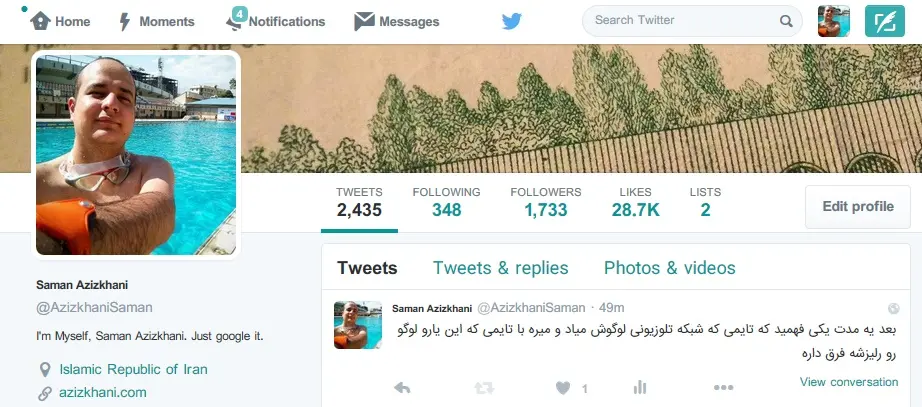 Home
Moments
4
Notifications
Messages
Search Twitter
TWEETS
2,435
FOLLOWING
348
FOLLOWERS
1,733
LIKES
28.7K
LISTS
2
Edit profile
Saman Azizkhani
@AzizkhaniSaman
I'm Myself, Saman Azizkhani. Just google it.
Islamic Republic of Iran
azizkhani.com
Tweets
Tweets & replies
Photos & videos
Saman Azizkhani @AzizkhaniSaman · 49m
بعد یه مدت یکی فهمید که تایمی که شبکه تلوزیونی لوگوش میاد و میره با تایمی که این یارو لوگو
رو رلیزشه فرق داره
1
View conversation